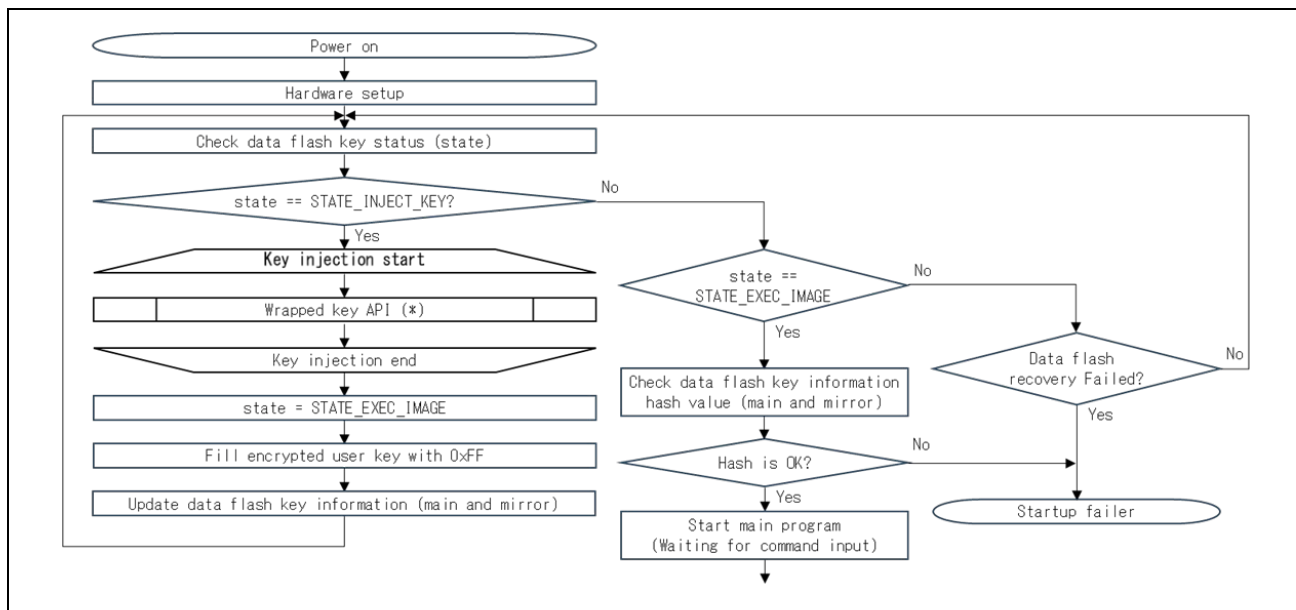 Power on
Hardware setup
Check data flash key status (state)
state == STATE_INJECT_KEY?
No
Yes
Key injection start
Wrapped key API (*)
Key injection end
state = STATE_EXEC_IMAGE
Fill encrypted user key with 0xFF
Update data flash key information (main and mirror)
state ==
STATE_EXEC_IMAGE
No
Yes
Check data flash key information
hash value (main and mirror)
Hash is OK?
No
Yes
Start main program
(Waiting for command input)
Data flash
recovery Failed?
No
Yes
Startup failer